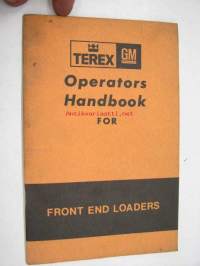 TEREX GM
Operators
Handbook
FOR
FRONT END LOADERS